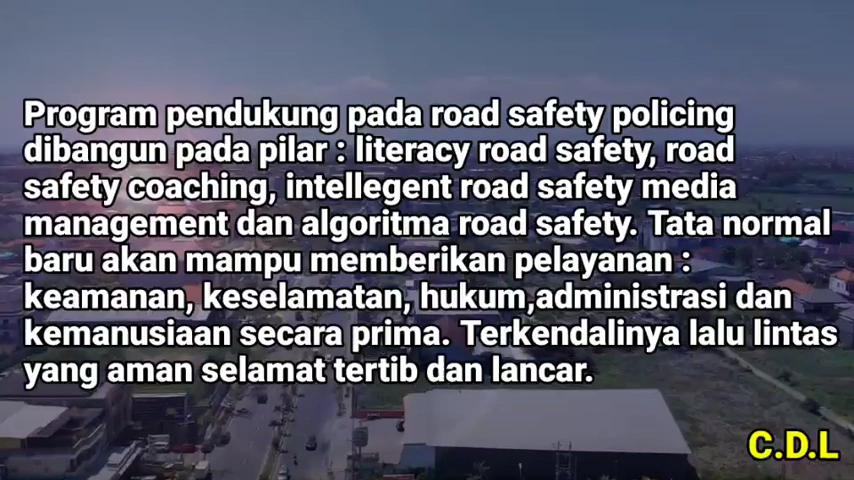 Program pendukung pada road safety policing
dibangun pada pilar : literacy road safety, road
safety coaching, intellegent road safety media
management dan algoritma road safety. Tata normal
baru akan mampu memberikan pelayanan :
keamanan, keselamatan, hukum,administrasi dan
kemanusiaan secara prima. Terkendalinya lalu lintas
yang aman selamat tertib dan lancar.
C.D.L